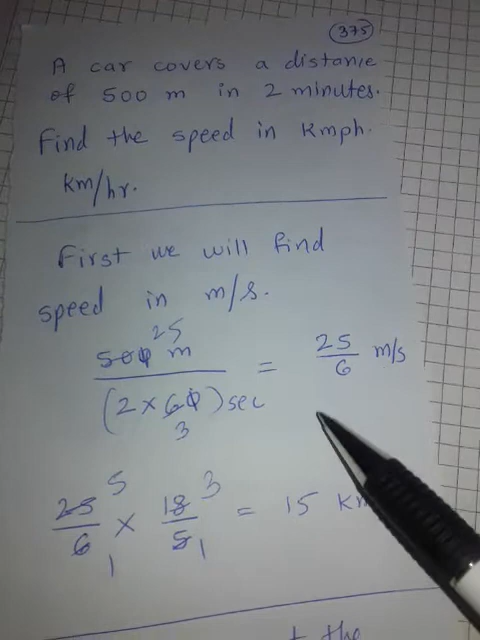 375
A car covers a distance
of 500 m in 2 minutes.
Find the speed in Kmph.
km/hr.
First we will find
speed in m/s.
25
500 m / (2 × 60) sec = 25/6 m/s
3
5 3
25/6 × 18/5 = 15 K
1 1
the